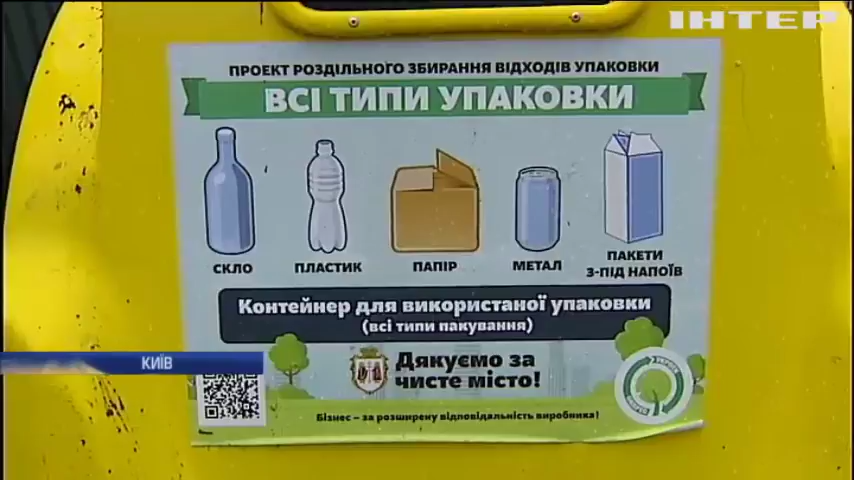 ІНТЕР
ПРОЕКТ РОЗДІЛЬНОГО ЗБИРАННЯ ВІДХОДІВ УПАКОВКИ
ВСІ ТИПИ УПАКОВКИ
СКЛО
ПЛАСТИК
ПАПІР
МЕТАЛ
ПАКЕТИ
З-ПІД НАПОЇВ
Контейнер для використаної упаковки
(всі типи пакування)
КИЇВ
Дякуємо за
чисте місто!
Бізнес – за розширену відповідальність виробника!